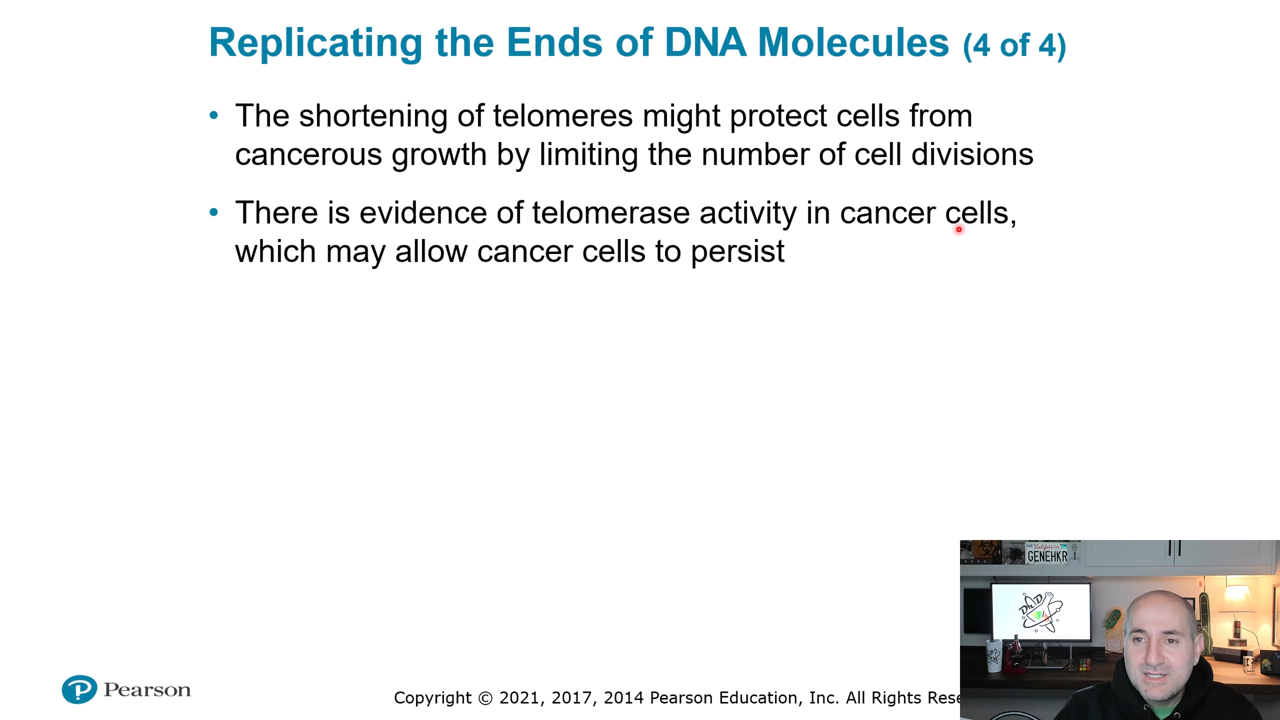 Replicating the Ends of DNA Molecules (4 of 4)
• The shortening of telomeres might protect cells from
cancerous growth by limiting the number of cell divisions
• There is evidence of telomerase activity in cancer cells,
which may allow cancer cells to persist
GENEHKR
Pearson
Copyright © 2021, 2017, 2014 Pearson Education, Inc. All Rights Rese